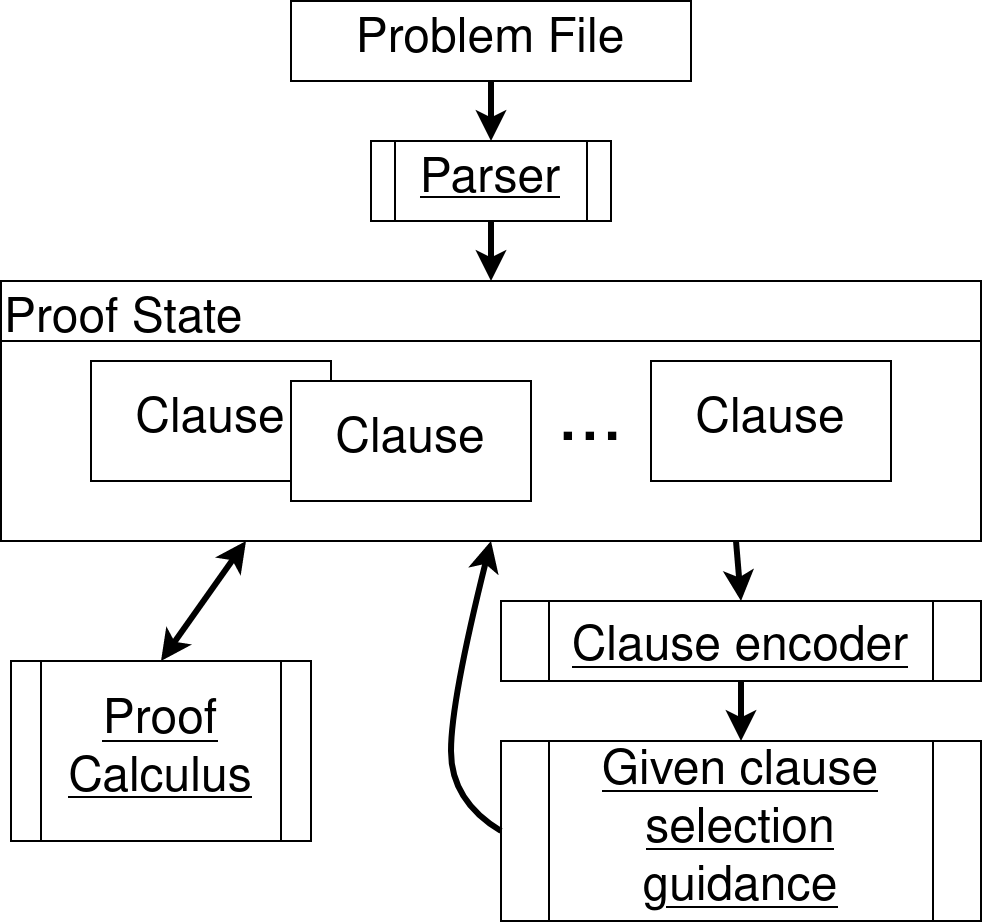 Problem File
Parser
Proof State
Clause
Clause
...
Clause
Proof
Calculus
Clause encoder
Given clause
selection
guidance